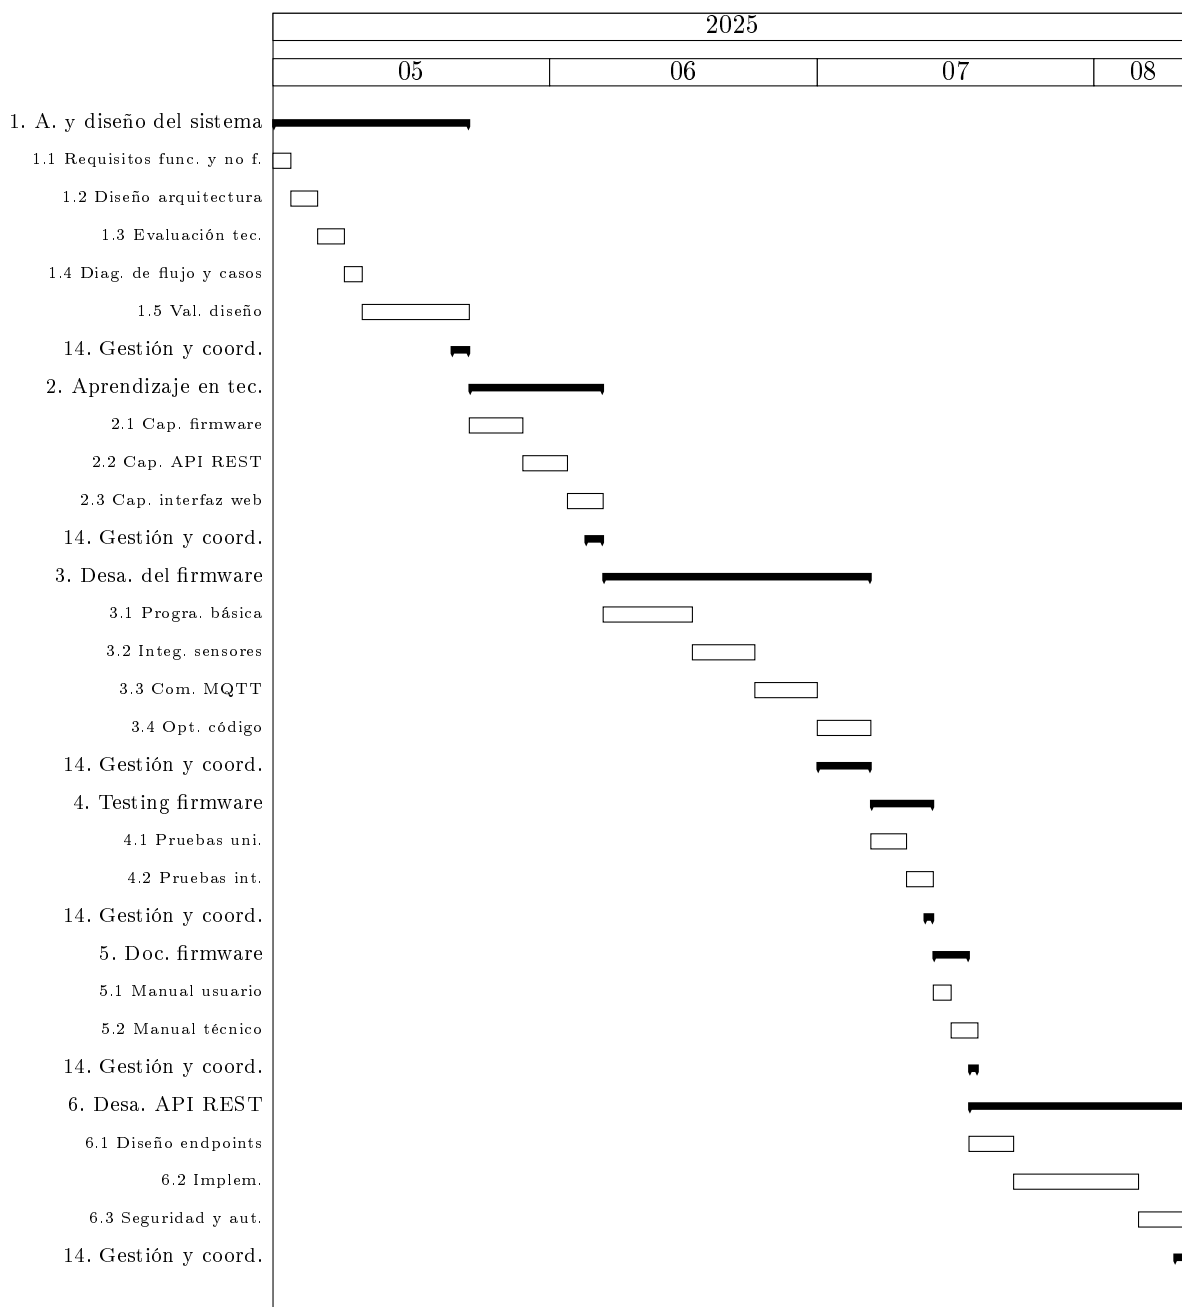 2025
05 06 07 08
1. A. y diseño del sistema
1.1 Requisitos func. y no f.
1.2 Diseño arquitectura
1.3 Evaluación tec.
1.4 Diag. de flujo y casos
1.5 Val. diseño
14. Gestión y coord.
2. Aprendizaje en tec.
2.1 Cap. firmware
2.2 Cap. API REST
2.3 Cap. interfaz web
14. Gestión y coord.
3. Desa. del firmware
3.1 Progra. básica
3.2 Integ. sensores
3.3 Com. MQTT
3.4 Opt. código
14. Gestión y coord.
4. Testing firmware
4.1 Pruebas uni.
4.2 Pruebas int.
14. Gestión y coord.
5. Doc. firmware
5.1 Manual usuario
5.2 Manual técnico
14. Gestión y coord.
6. Desa. API REST
6.1 Diseño endpoints
6.2 Implem.
6.3 Seguridad y aut.
14. Gestión y coord.